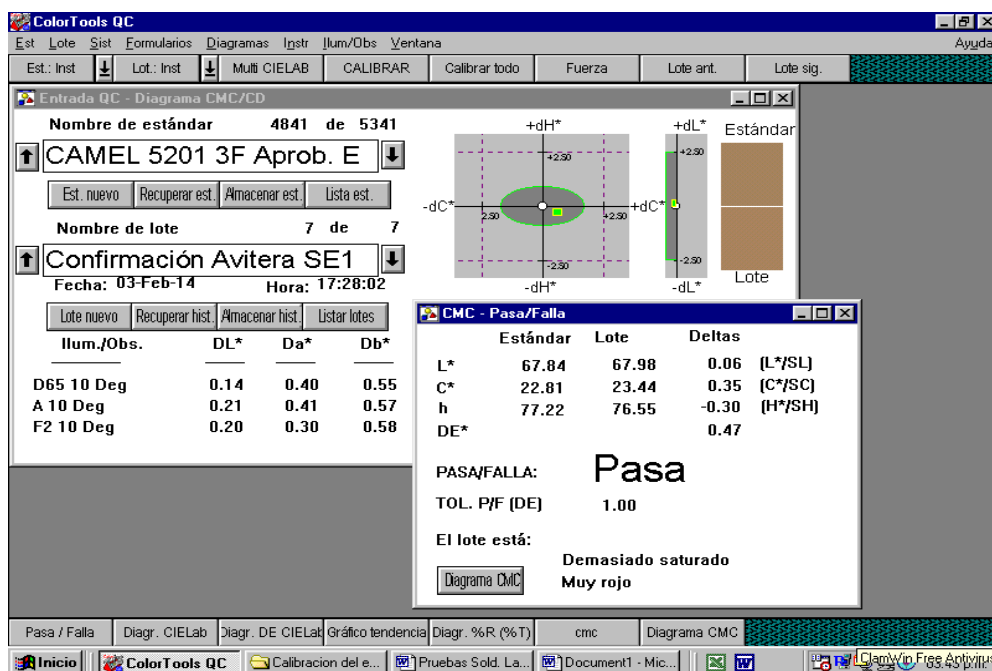 ColorTools QC
Est Lote Sist Formularios Diagramas Instr Ilum/Obs Ventana Ayuda
Est.: Inst Lot.: Inst Multi CIELAB CALIBRAR Calibrar todo Fuerza Lote ant. Lote sig.
Entrada QC - Diagrama CMC/CD
Nombre de estándar 4841 de 5341
CAMEL 5201 3F Aprob. E
Est. nuevo Recuperar est. Almacenar est. Lista est.
Nombre de lote 7 de 7
Confirmación Avitera SE1
Fecha: 03-Feb-14 Hora: 17:28:02
Lote nuevo Recuperar hist. Almacenar hist. Listar lotes
Ilum./Obs. DL* Da* Db*
D65 10 Deg 0.14 0.40 0.55
A 10 Deg 0.21 0.41 0.57
F2 10 Deg 0.20 0.30 0.58
+dH*
+2.50
-dC* 2.50 +2.50 +dC*
-2.50
-dH*
+dL*
+2.50
-2.50
-dL*
Estándar
Lote
CMC - Pasa/Falla
Estándar Lote Deltas
L* 67.84 67.98 0.06 (L*/SL)
C* 22.81 23.44 0.35 (C*/SC)
h 77.22 76.55 -0.30 (H*/SH)
DE* 0.47
PASA/FALLA: Pasa
TOL. P/F (DE) 1.00
El lote está:
Demasiado saturado
Diagrama CMC Muy rojo
Pasa / Falla Diagr. CIELab Diagr. DE CIELab Gráfico tendencia Diagr. %R (%T) cmc Diagrama CMC
Inicio ColorTools QC Calibracion del e... Pruebas Sold. La... Document1 - Mic... ClamWin Free Antivirus